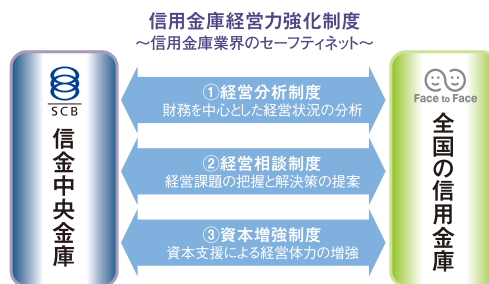 信用金庫経営力強化制度
～信用金庫業界のセーフティネット～
SCB
信金中央金庫
①経営分析制度
財務を中心とした経営状況の分析
②経営相談制度
経営課題の把握と解決策の提案
③資本増強制度
資本支援による経営体力の増強
Face to Face
全国の信用金庫